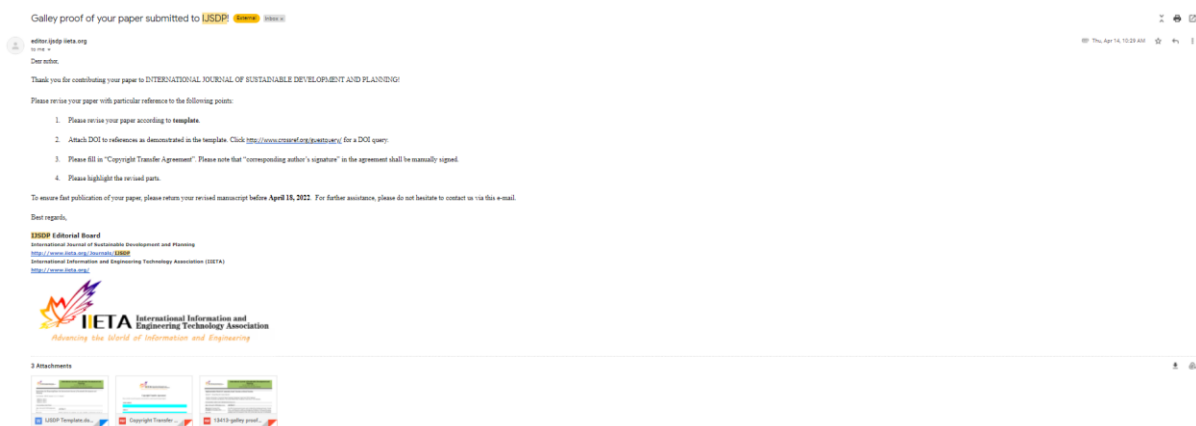 Galley proof of your paper submitted to IJSDP! External Inbox x
editor.ijsdp iieta.org
Thu, Apr 14, 10:28 AM
to me
Dear author,
Thank you for contributing your paper to INTERNATIONAL JOURNAL OF SUSTAINABLE DEVELOPMENT AND PLANNING!
Please revise your paper with particular reference to the following points:
1. Please revise your paper according to template.
2. Attach DOI to references as demonstrated in the template. Click http://www.crossref.org/guestquery/ for a DOI query.
3. Please fill in “Copyright Transfer Agreement”. Please note that “corresponding author’s signature” in the agreement shall be manually signed.
4. Please highlight the revised parts.
To ensure fast publication of your paper, please return your revised manuscript before April 18, 2022. For further assistance, please do not hesitate to contact us via this e-mail.
Best regards,
IJSDP Editorial Board
International Journal of Sustainable Development and Planning
http://www.iieta.org/Journals/IJSDP
International Information and Engineering Technology Association (IIETA)
http://www.iieta.org/
IIETA International Information and
Engineering Technology Association
Advancing the World of Information and Engineering
3 Attachments
IJSDP Template.do...
Copyright Transfer ...
13413-galley proof...